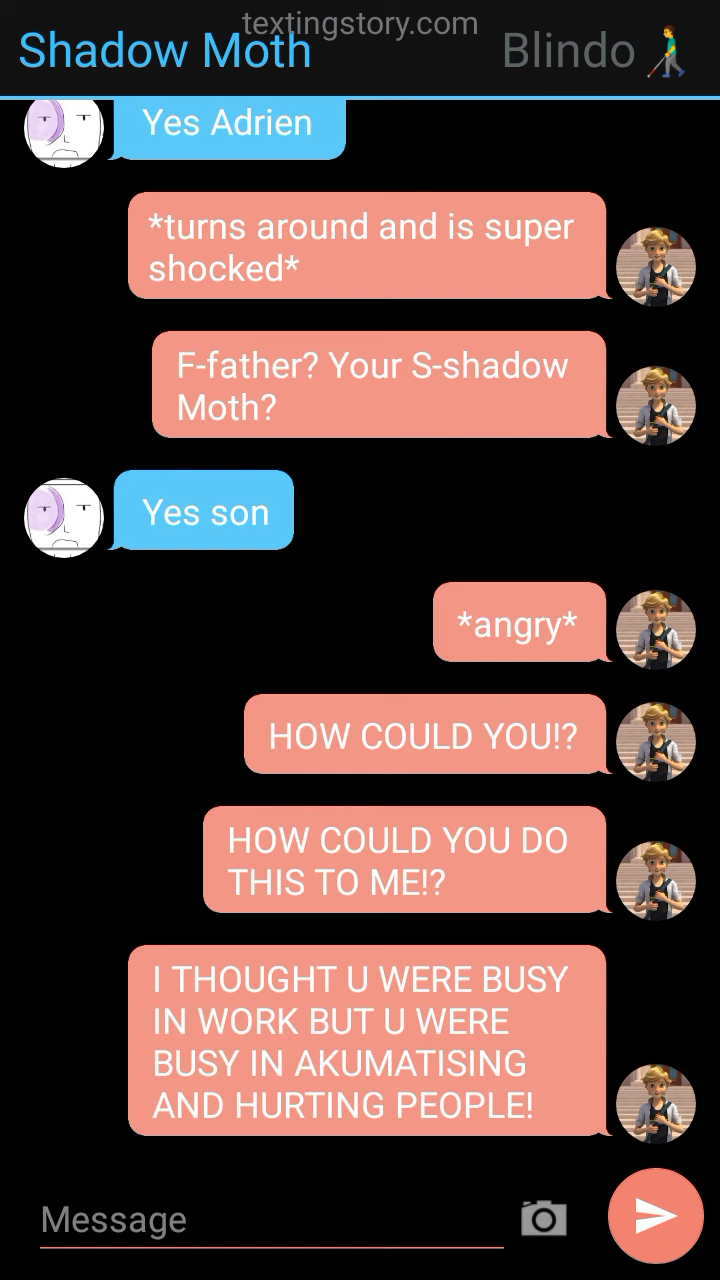 textingstory.com
Shadow Moth
Blindo
Yes Adrien
*turns around and is super
shocked*
F-father? Your S-shadow
Moth?
Yes son
*angry*
HOW COULD YOU!?
HOW COULD YOU DO
THIS TO ME!?
I THOUGHT U WERE BUSY
IN WORK BUT U WERE
BUSY IN AKUMATISING
AND HURTING PEOPLE!
Message